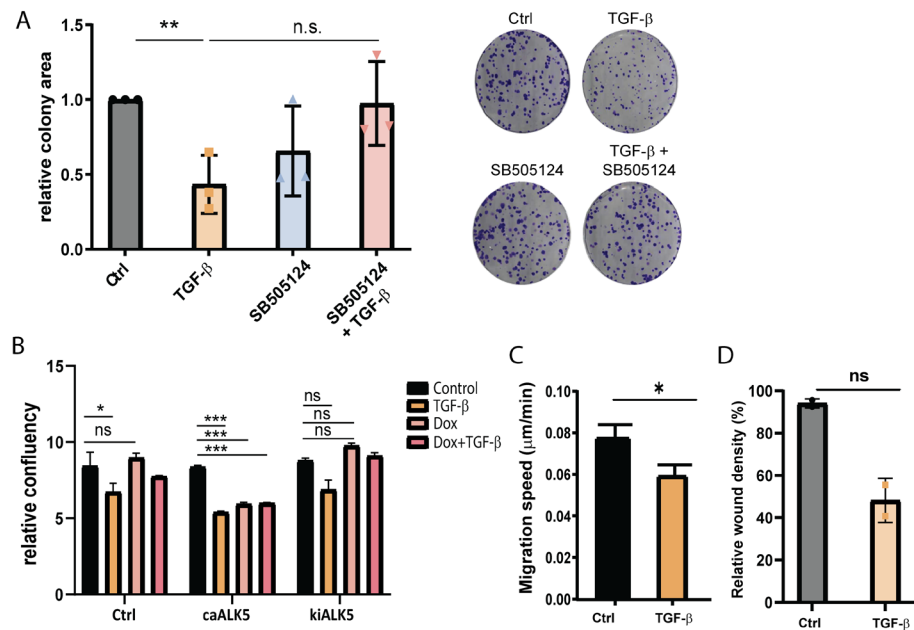 A
relative colony area
1.5
1.0
0.5
0.0
**
n.s.
Ctrl
TGF-β
SB505124
SB505124
+ TGF-β
Ctrl
TGF-β
SB505124
TGF-β +
SB505124
B
relative confluency
15
10
5
0
*
ns
***
***
***
ns
ns
ns
Ctrl
caALK5
kiALK5
Control
TGF-β
Dox
Dox+TGF-β
C
Migration speed (μm/min)
0.10
0.08
0.06
0.04
0.02
0.00
*
Ctrl
TGF-β
D
Relative wound density (%)
100
80
60
40
20
0
ns
Ctrl
TGF-β